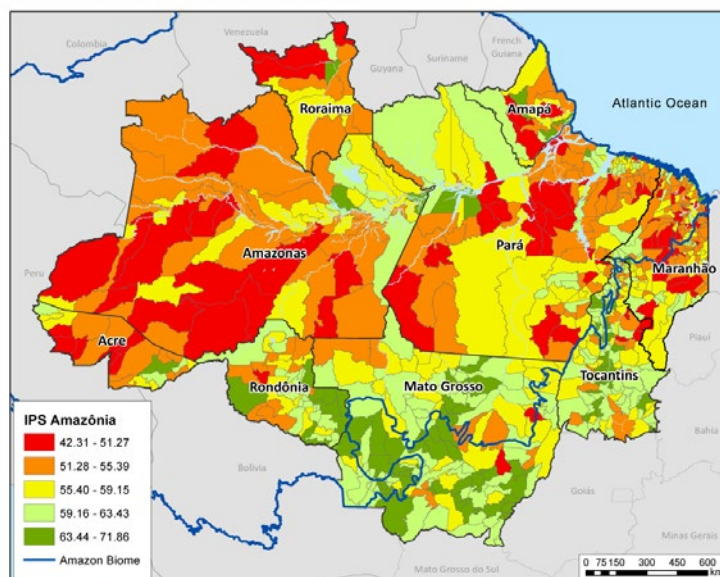 Colombia
Venezuela
Guyana
Suriname
French
Guiana
Roraima
Amapá
Atlantic Ocean
Amazonas
Pará
Maranhão
Peru
Piauí
Acre
Rondônia
Mato Grosso
Tocantins
Bahia
Bolivia
Goiás
Minas Gerais
Mato Grosso do Sul
IPS Amazônia
42.31 - 51.27
51.28 - 55.39
55.40 - 59.15
59.16 - 63.43
63.44 - 71.86
Amazon Biome
0 75 150 300 450 600
km